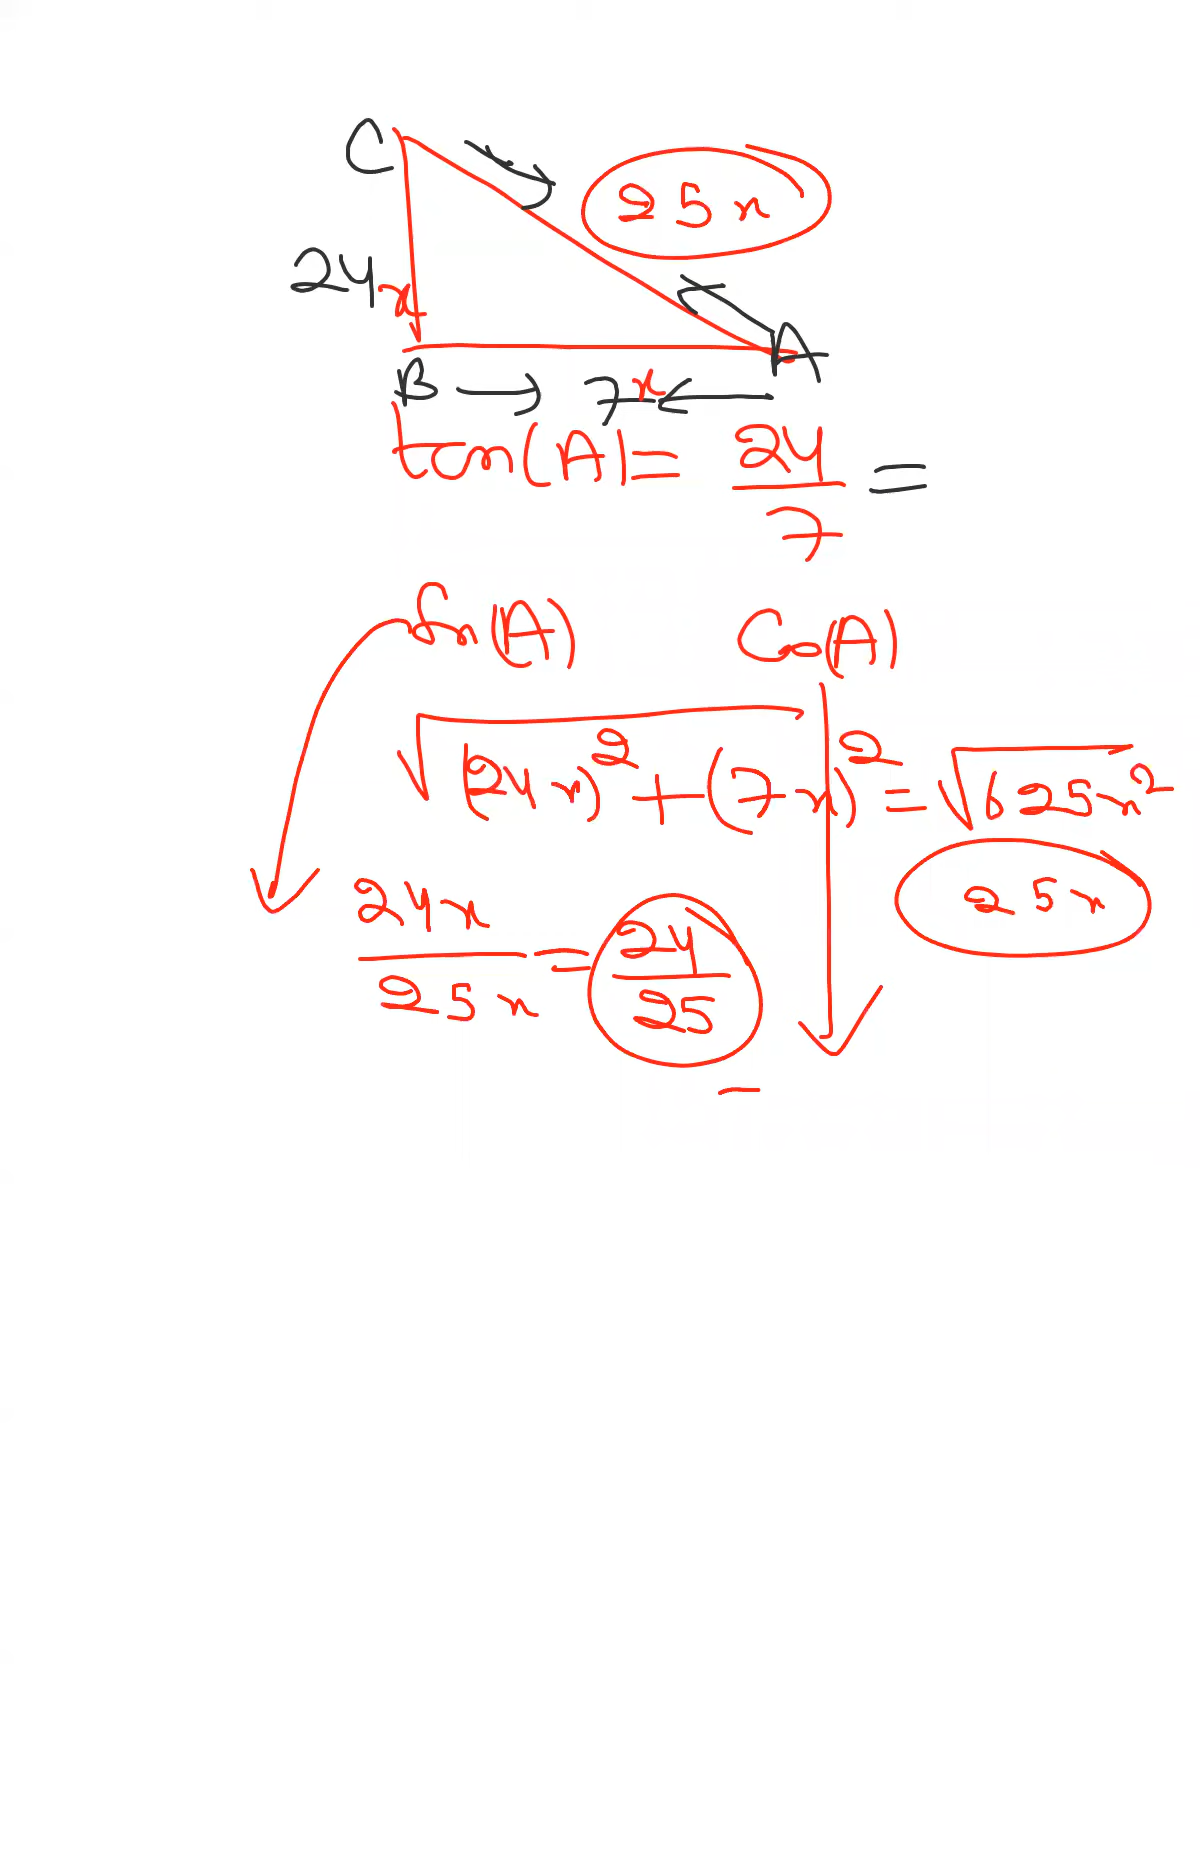 C
25x
24x
A
B → 7x ←
tan(A) = 24/7 =
Sin(A) Cos(A)
√((24x)² + (7x)²) = √(625x²)
25x
24x/25x = 24/25